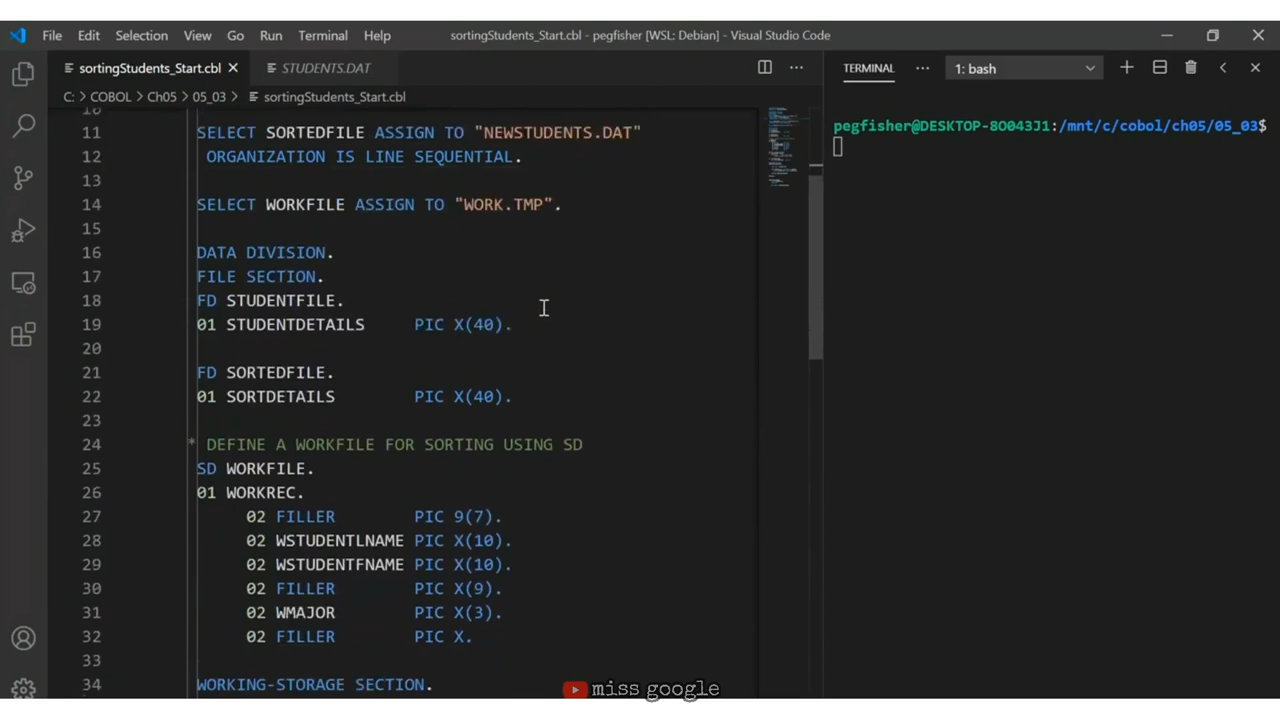 File Edit Selection View Go Run Terminal Help sortingStudents_Start.cbl - pegfisher [WSL: Debian] - Visual Studio Code
sortingStudents_Start.cbl STUDENTS.DAT
C: > COBOL > Ch05 > 05_03 > sortingStudents_Start.cbl
10
11 SELECT SORTEDFILE ASSIGN TO "NEWSTUDENTS.DAT"
12 ORGANIZATION IS LINE SEQUENTIAL.
13
14 SELECT WORKFILE ASSIGN TO "WORK.TMP".
15
16 DATA DIVISION.
17 FILE SECTION.
18 FD STUDENTFILE.
19 01 STUDENTDETAILS PIC X(40).
20
21 FD SORTEDFILE.
22 01 SORTDETAILS PIC X(40).
23
24 * DEFINE A WORKFILE FOR SORTING USING SD
25 SD WORKFILE.
26 01 WORKREC.
27 02 FILLER PIC 9(7).
28 02 WSTUDENTLNAME PIC X(10).
29 02 WSTUDENTFNAME PIC X(10).
30 02 FILLER PIC X(9).
31 02 WMAJOR PIC X(3).
32 02 FILLER PIC X.
33
34 WORKING-STORAGE SECTION.
TERMINAL ... 1: bash
pegfisher@DESKTOP-8O043J1:/mnt/c/cobol/ch05/05_03$
miss google